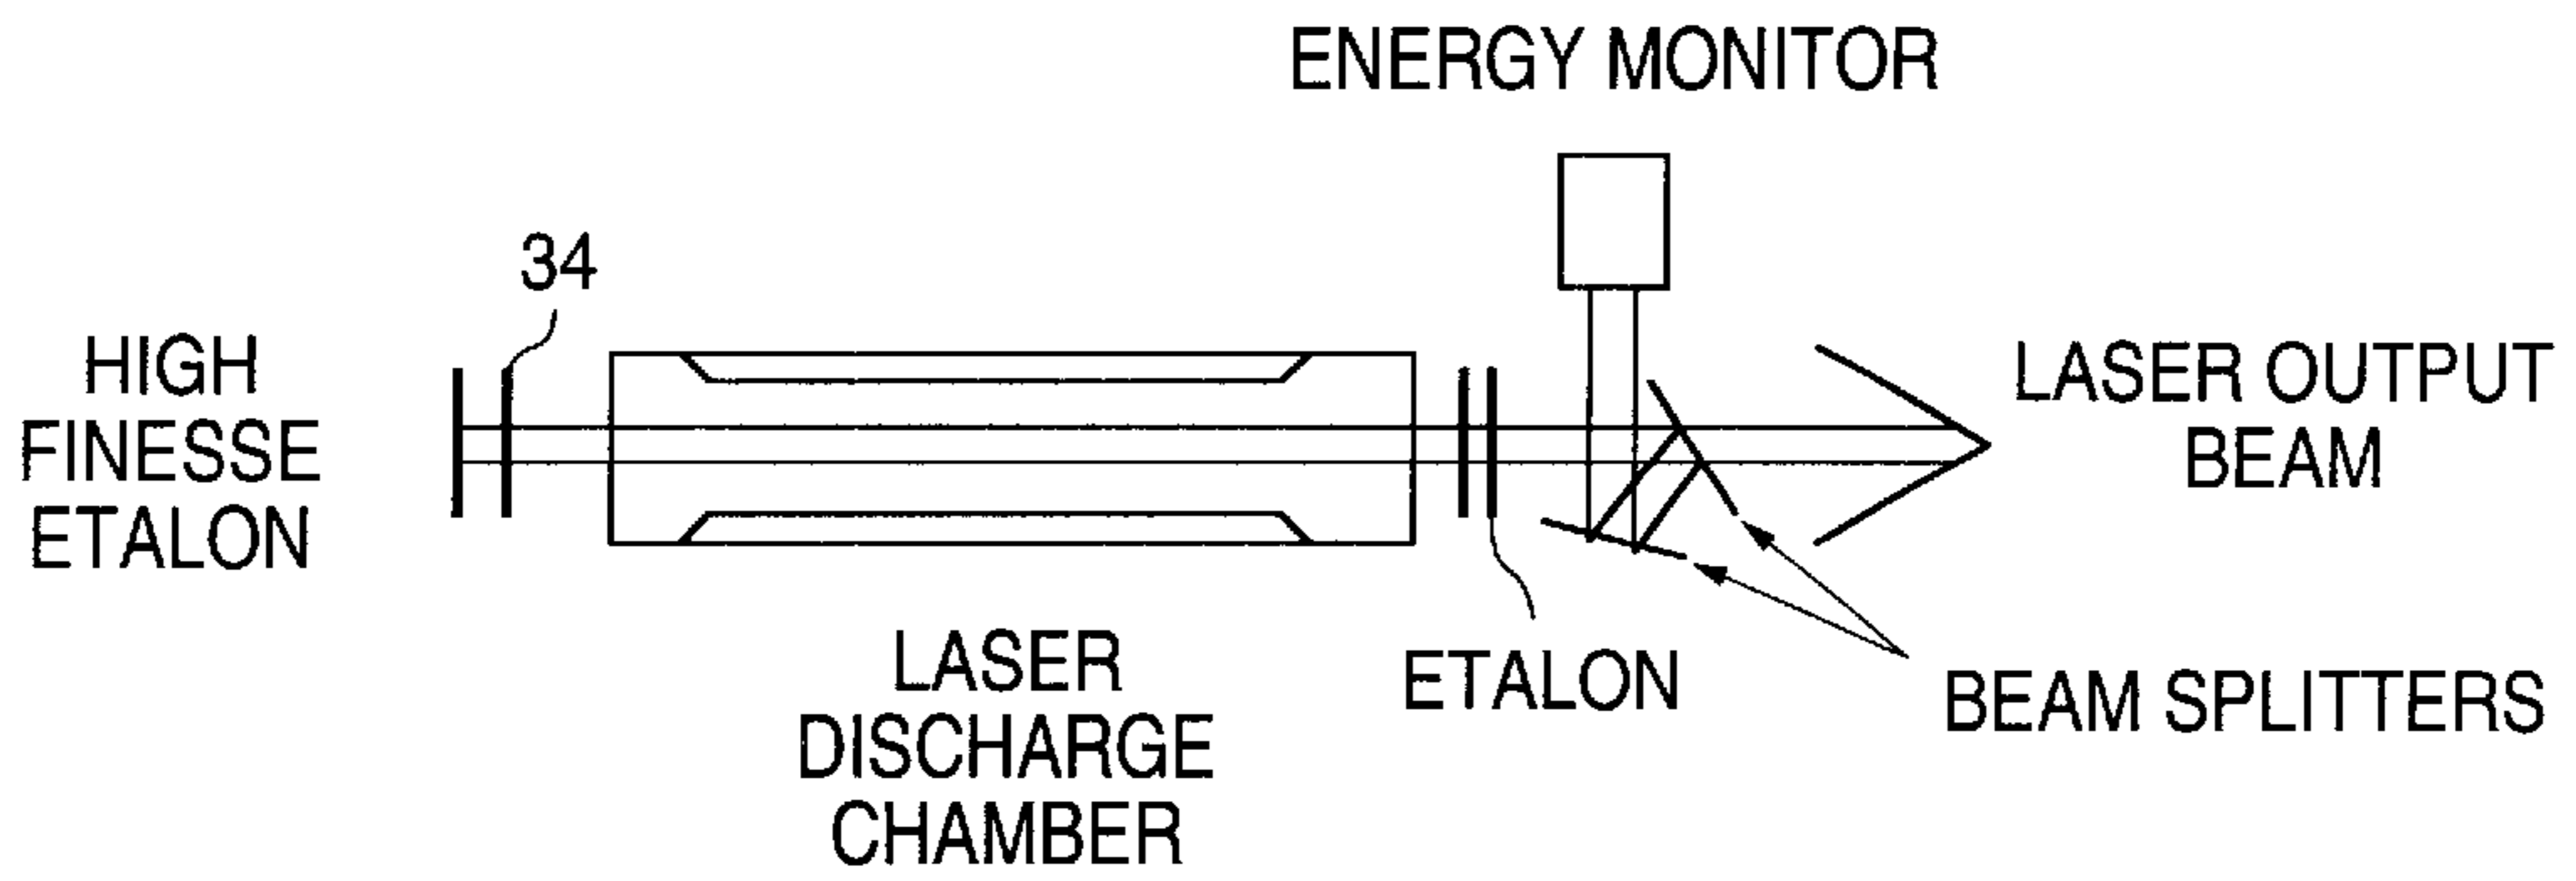 ENERGY MONITOR
34
HIGH
FINESSE
ETALON
LASER OUTPUT
BEAM
LASER
DISCHARGE
CHAMBER
ETALON
BEAM SPLITTERS